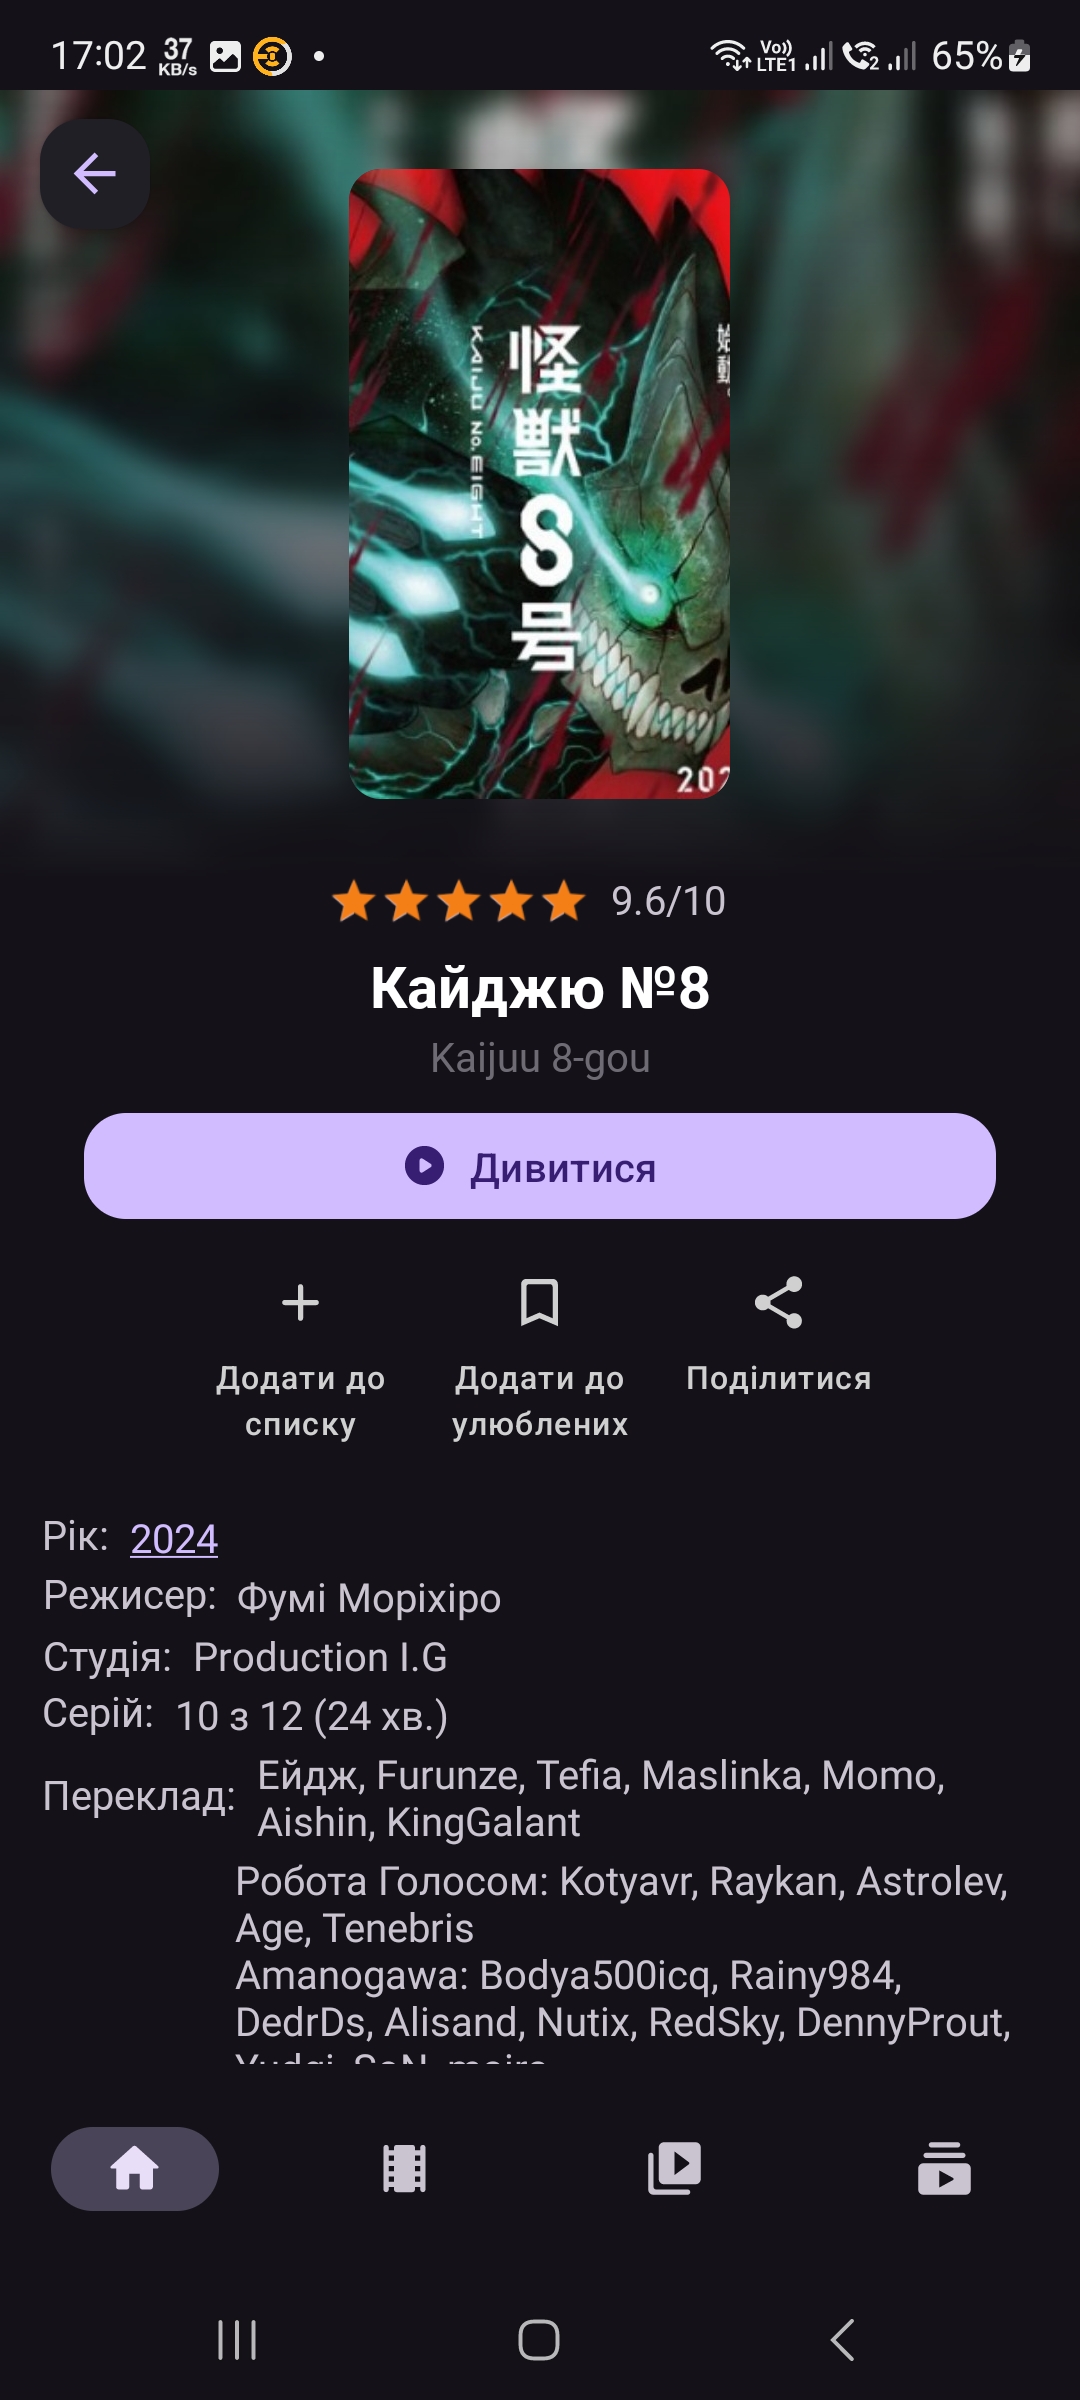 17:02 37 KB/s Vo)) LTE1 2 65%
怪獣8号
KAIJU No.EIGHT
始動。
202
9.6/10
Кайджю №8
Kaijuu 8-gou
Дивитися
Додати до списку
Додати до улюблених
Поділитися
Рік: 2024
Режисер: Фумі Моріхіро
Студія: Production I.G
Серій: 10 з 12 (24 хв.)
Переклад: Ейдж, Furunze, Tefia, Maslinka, Momo,
Aishin, KingGalant
Робота Голосом: Kotyavr, Raykan, Astrolev,
Age, Tenebris
Amanogawa: Bodya500icq, Rainy984,
DedrDs, Alisand, Nutix, RedSky, DennyProut,